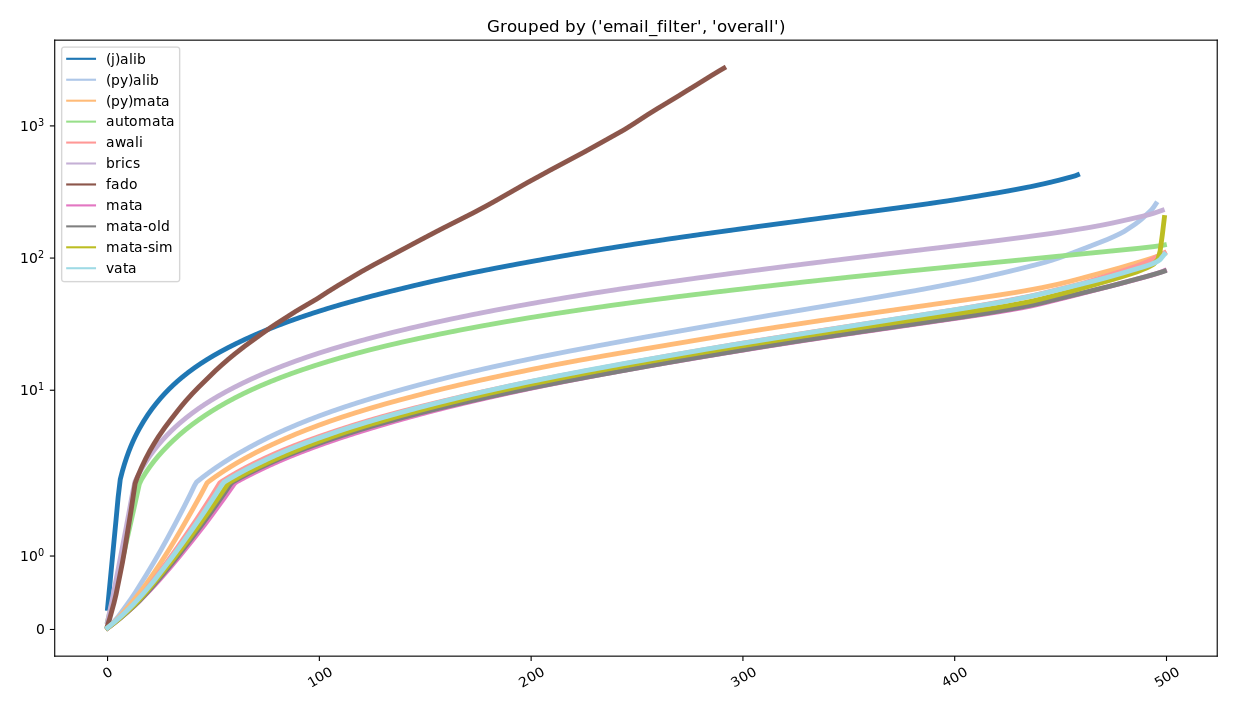 Grouped by ('email_filter', 'overall')
(j)alib
(py)alib
(py)mata
automata
awali
brics
fado
mata
mata-old
mata-sim
vata
10³
10²
10¹
10⁰
0
0
100
200
300
400
500